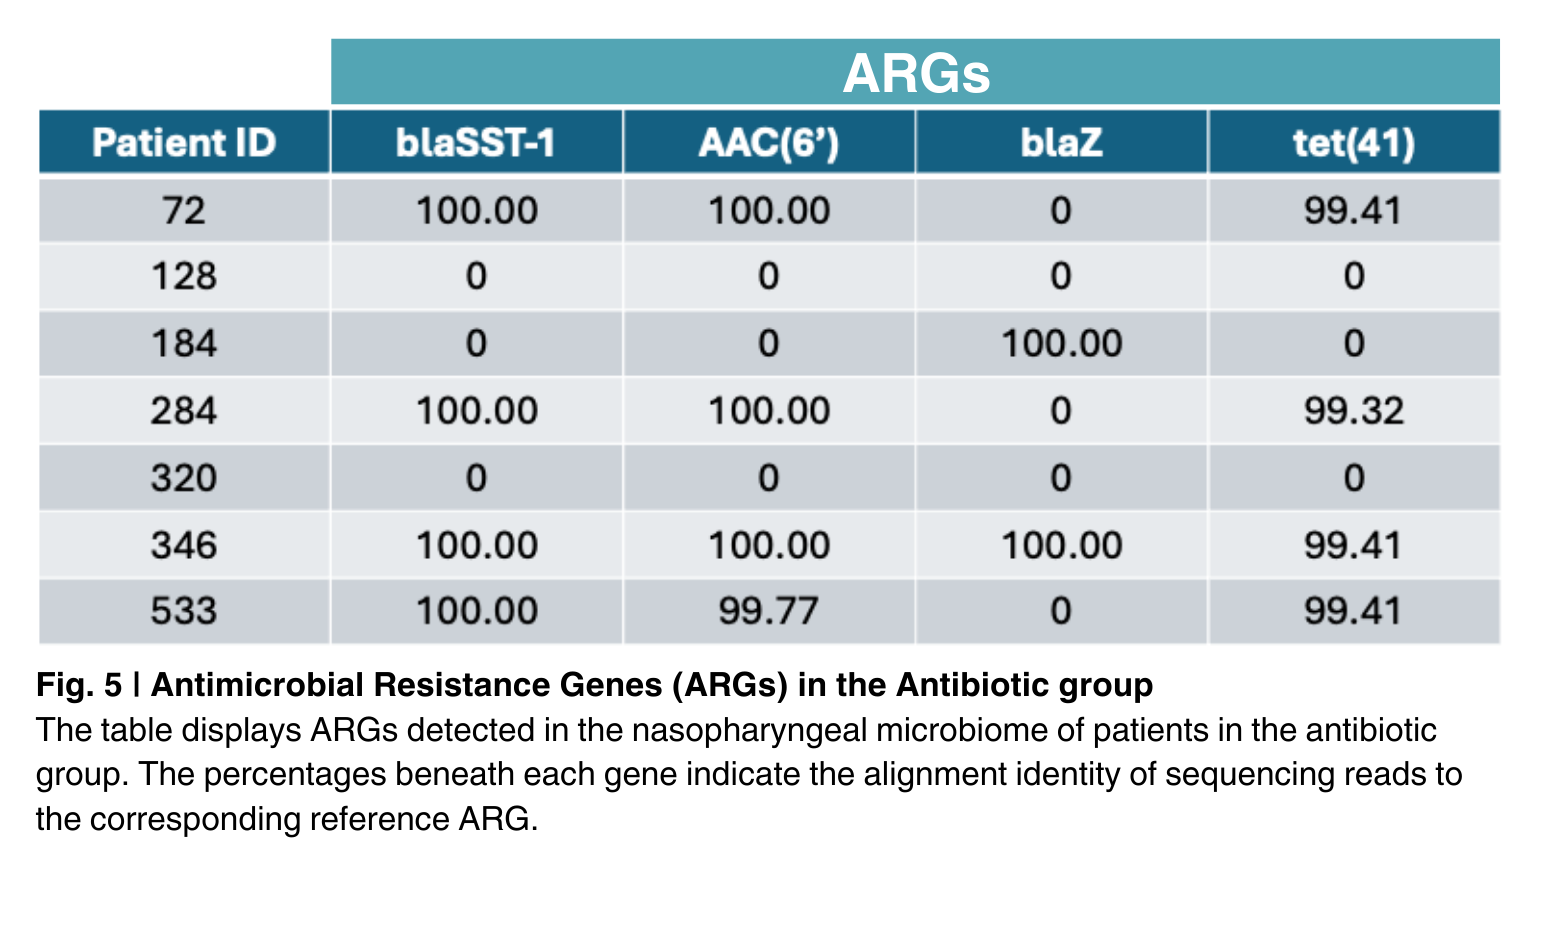 ARGs
Patient ID blaSST-1 AAC(6’) blaZ tet(41)
72 100.00 100.00 0 99.41
128 0 0 0 0
184 0 0 100.00 0
284 100.00 100.00 0 99.32
320 0 0 0 0
346 100.00 100.00 100.00 99.41
533 100.00 99.77 0 99.41
Fig. 5 | Antimicrobial Resistance Genes (ARGs) in the Antibiotic group
The table displays ARGs detected in the nasopharyngeal microbiome of patients in the antibiotic
group. The percentages beneath each gene indicate the alignment identity of sequencing reads to
the corresponding reference ARG.